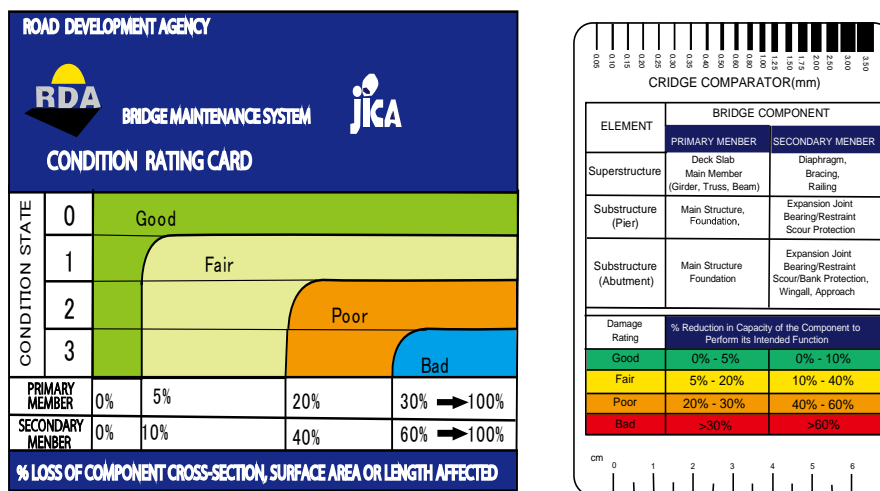 ROAD DEVELOPMENT AGENCY
RDA
BRIDGE MAINTENANCE SYSTEM
jICA
CONDITION RATING CARD
CONDITION STATE
0
Good
1
Fair
2
Poor
3
Bad
PRIMARY MEMBER
0%
5%
20%
30%
100%
SECONDARY MENBER
0%
10%
40%
60%
100%
% LOSS OF COMPONENT CROSS-SECTION, SURFACE AREA OR LENGTH AFFECTED
0.05 0.10 0.15 0.20 0.25 0.30 0.35 0.40 0.50 0.60 0.80 1.00 1.25 1.50 1.75 2.00 2.50 3.00 3.50
CRIDGE COMPARATOR(mm)
ELEMENT
BRIDGE COMPONENT
PRIMARY MENBER
SECONDARY MENBER
Superstructure
Deck Slab
Main Member
(Girder, Truss, Beam)
Diaphragm,
Bracing,
Railing
Substructure
(Pier)
Main Structure,
Foundation,
Expansion Joint
Bearing/Restraint
Scour Protection
Substructure
(Abutment)
Main Structure
Foundation
Expansion Joint
Bearing/Restraint
Scour/Bank Protection,
Wingall, Approach
Damage
Rating
% Reduction in Capacity of the Component to
Perform its Intended Function
Good 0% - 5% 0% - 10%
Fair 5% - 20% 10% - 40%
Poor 20% - 30% 40% - 60%
Bad >30% >60%
cm
0 1 2 3 4 5 6